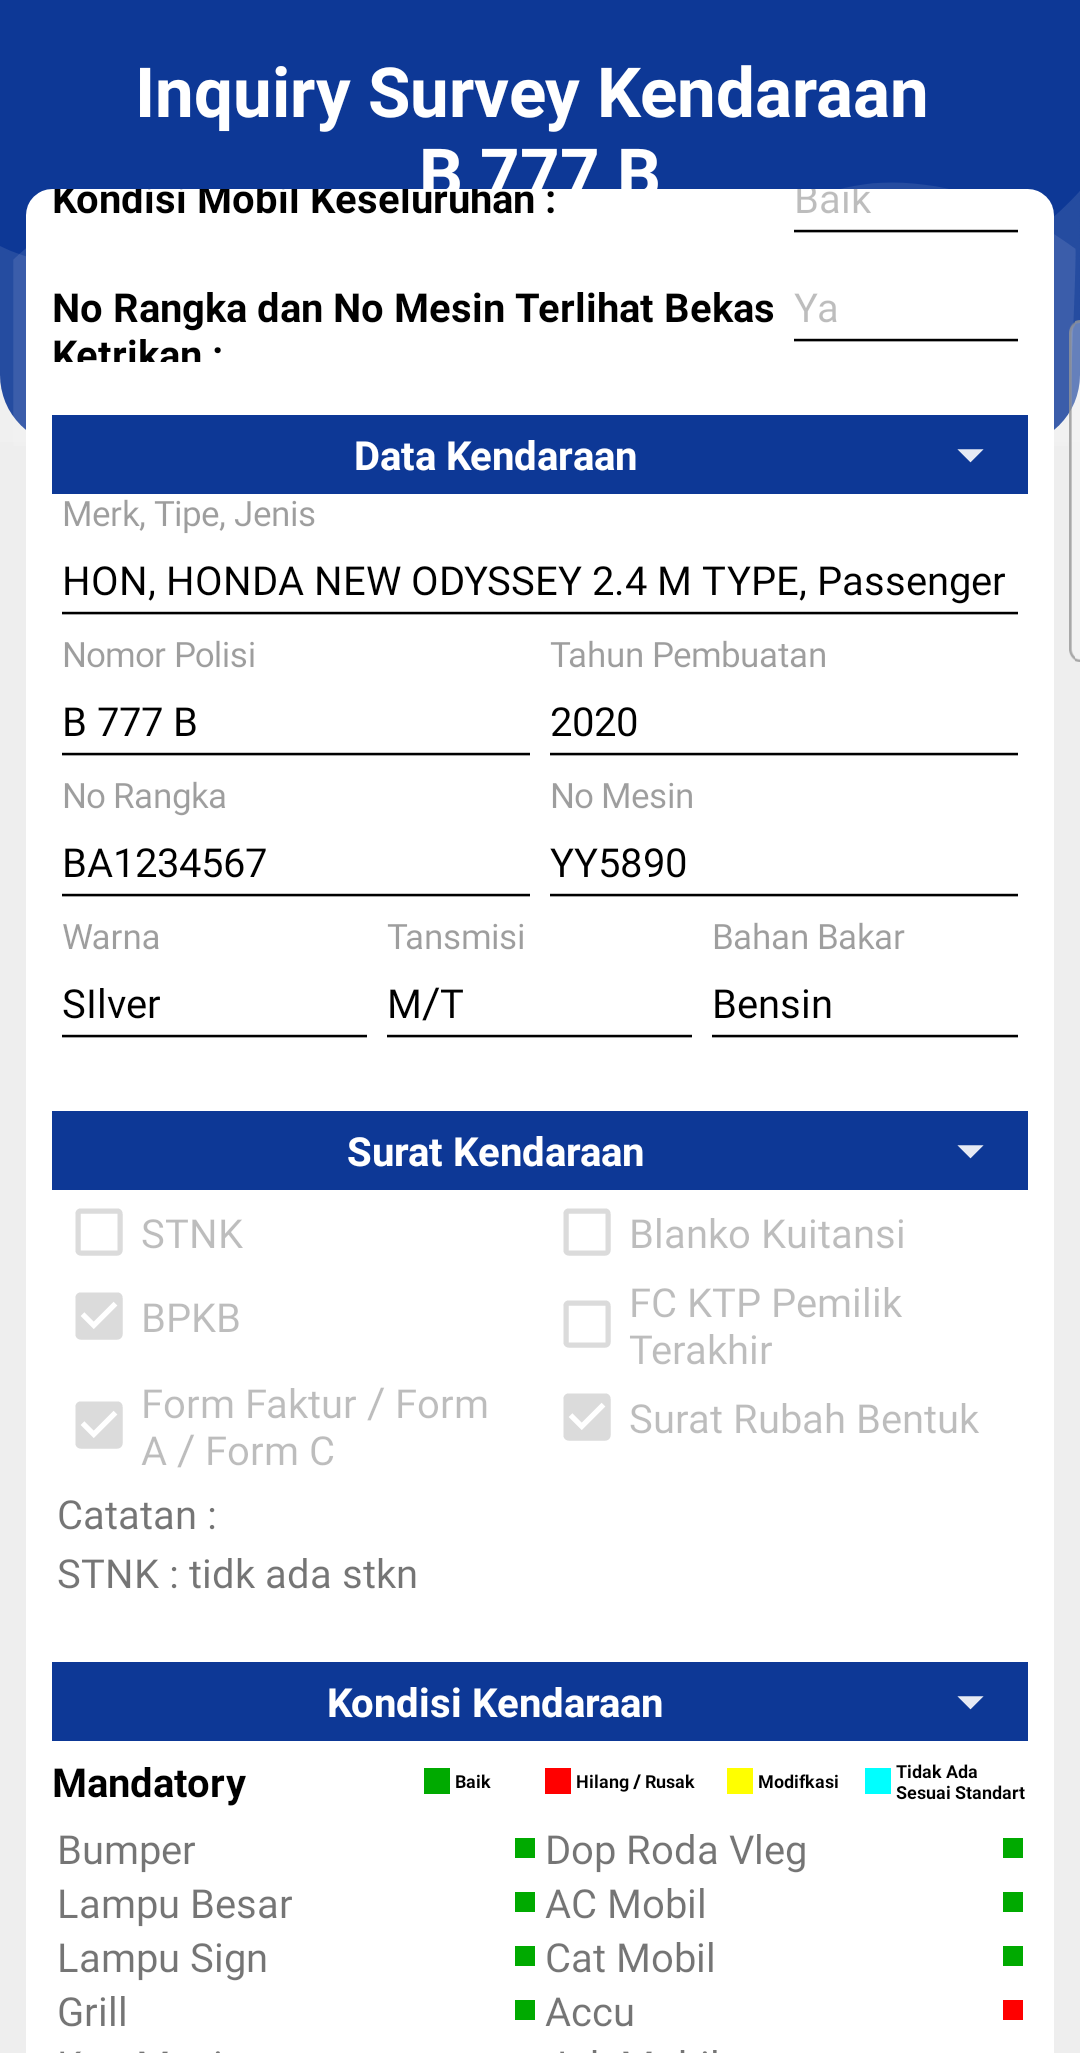 Inquiry Survey Kendaraan
B 777 B
Kondisi Mobil Keseluruhan :
Baik
No Rangka dan No Mesin Terlihat Bekas
Ketrikan :
Ya
Data Kendaraan
Merk, Tipe, Jenis
HON, HONDA NEW ODYSSEY 2.4 M TYPE, Passenger
Nomor Polisi
Tahun Pembuatan
B 777 B
2020
No Rangka
No Mesin
BA1234567
YY5890
Warna
Tansmisi
Bahan Bakar
SIlver
M/T
Bensin
Surat Kendaraan
STNK
Blanko Kuitansi
BPKB
FC KTP Pemilik
Terakhir
Form Faktur / Form
A / Form C
Surat Rubah Bentuk
Catatan :
STNK : tidk ada stkn
Kondisi Kendaraan
Mandatory
Baik
Hilang / Rusak
Modifkasi
Tidak Ada
Sesuai Standart
Bumper
Dop Roda Vleg
Lampu Besar
AC Mobil
Lampu Sign
Cat Mobil
Grill
Accu